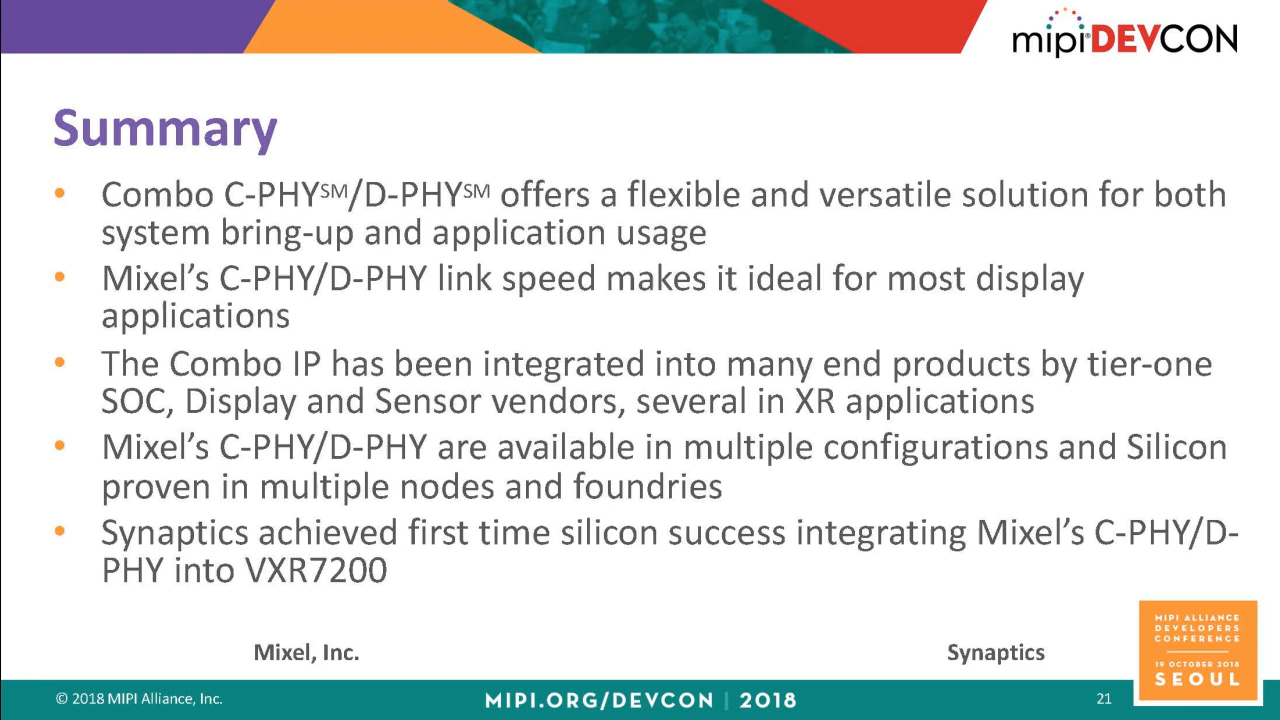 mipi® DEVCON
Summary
• Combo C-PHY℠/D-PHY℠ offers a flexible and versatile solution for both
system bring-up and application usage
• Mixel’s C-PHY/D-PHY link speed makes it ideal for most display
applications
• The Combo IP has been integrated into many end products by tier-one
SOC, Display and Sensor vendors, several in XR applications
• Mixel’s C-PHY/D-PHY are available in multiple configurations and Silicon
proven in multiple nodes and foundries
• Synaptics achieved first time silicon success integrating Mixel’s C-PHY/D-
PHY into VXR7200
Mixel, Inc.
Synaptics
MIPI ALLIANCE
DEVELOPERS
CONFERENCE
19 OCTOBER 2018
SEOUL
© 2018 MIPI Alliance, Inc.
MIPI.ORG/DEVCON | 2018
21